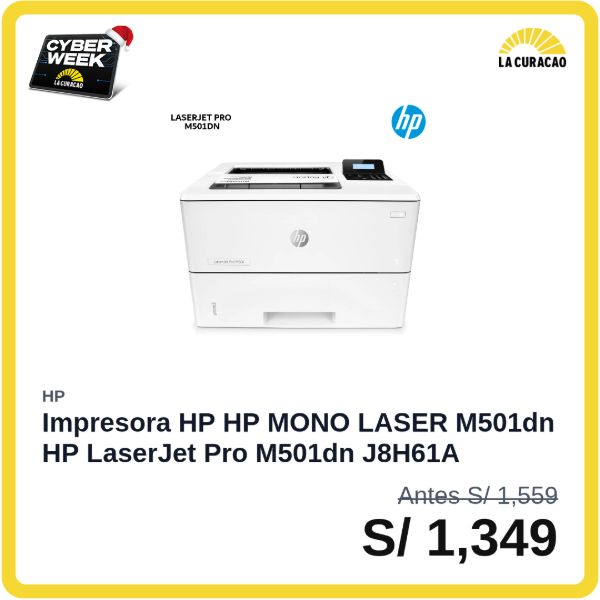 CYBER
WEEK
LA CURACAO
LA CURACAO
LASERJET PRO
M501DN
hp
hp
HP
Impresora HP HP MONO LASER M501dn
HP LaserJet Pro M501dn J8H61A
Antes S/ 1,559
S/ 1,349